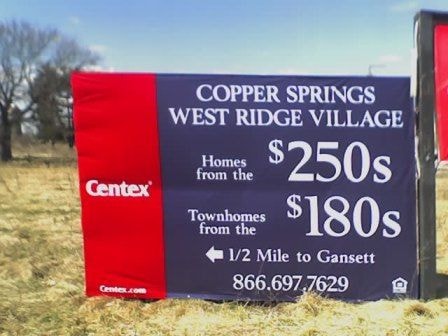 COPPER SPRINGS
WEST RIDGE VILLAGE
Homes
from the
$250s
Centex
Townhomes
from the
$180s
1/2 Mile to Gansett
866.697.7629
Centex.com